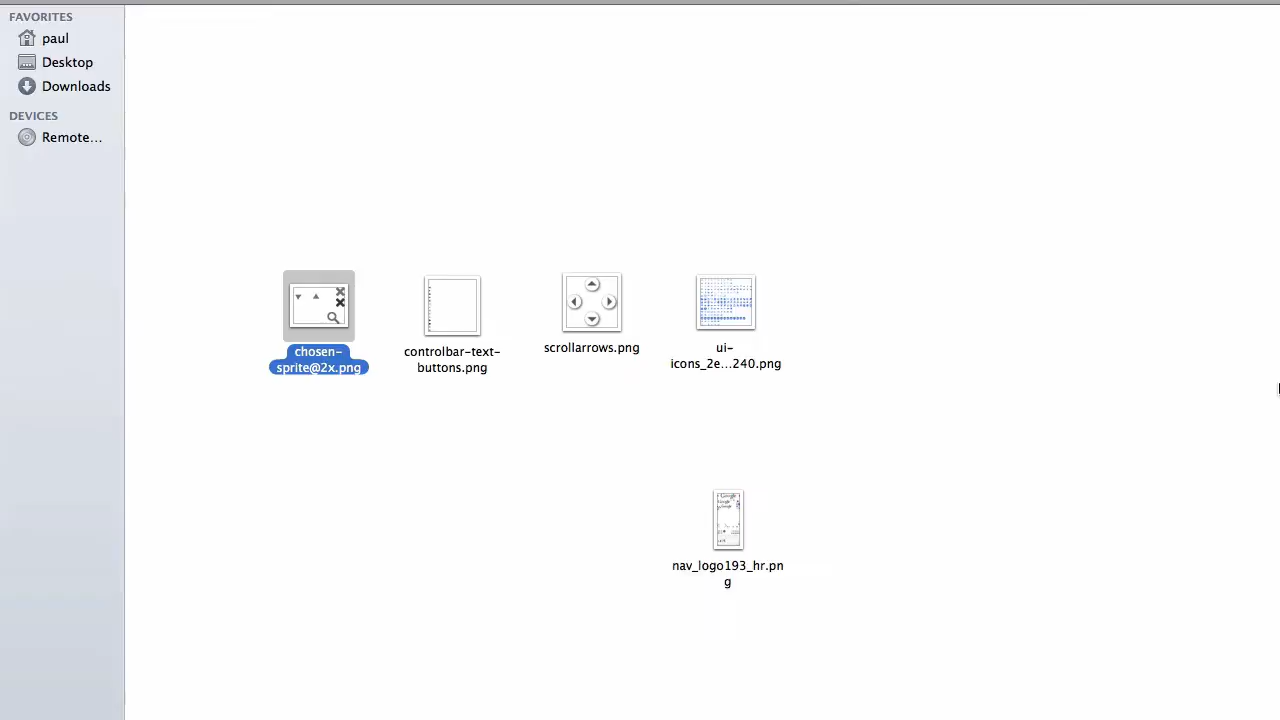 FAVORITES
paul
Desktop
Downloads
DEVICES
Remote...
chosen-
sprite@2x.png
controlbar-text-
buttons.png
scrollarrows.png
ui-
icons_2e...240.png
nav_logo193_hr.pn
g